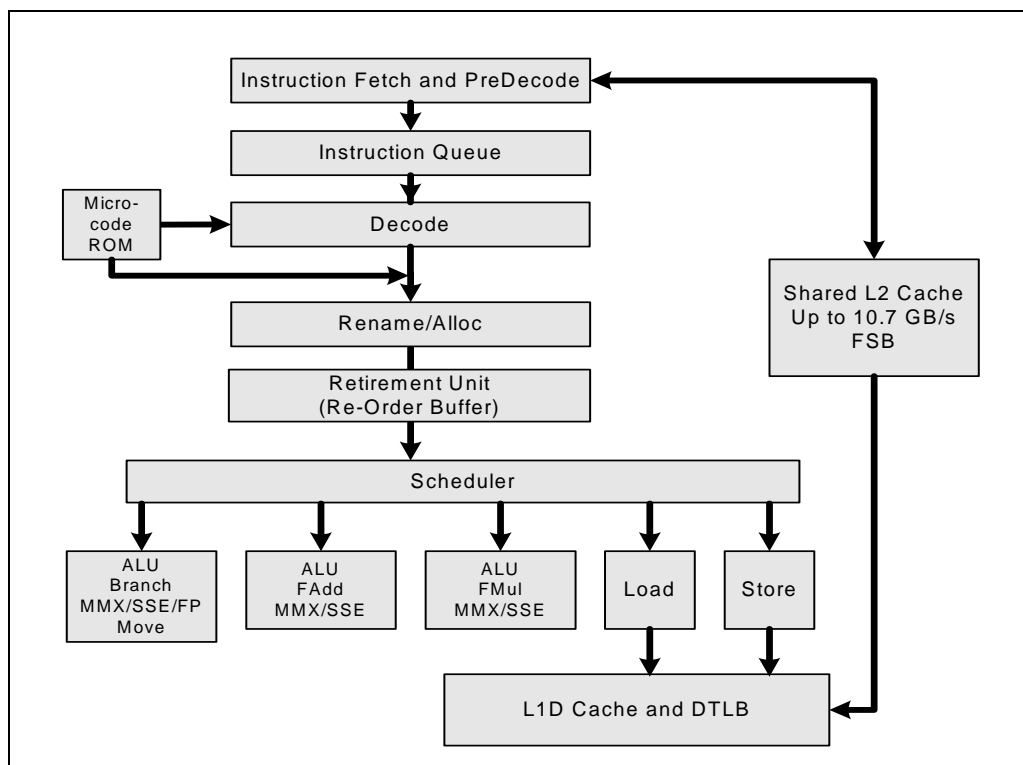 Instruction Fetch and PreDecode
Instruction Queue
Micro-
code
ROM
Decode
Shared L2 Cache
Up to 10.7 GB/s
FSB
Rename/Alloc
Retirement Unit
(Re-Order Buffer)
Scheduler
ALU
Branch
MMX/SSE/FP
Move
ALU
FAdd
MMX/SSE
ALU
FMul
MMX/SSE
Load
Store
L1D Cache and DTLB